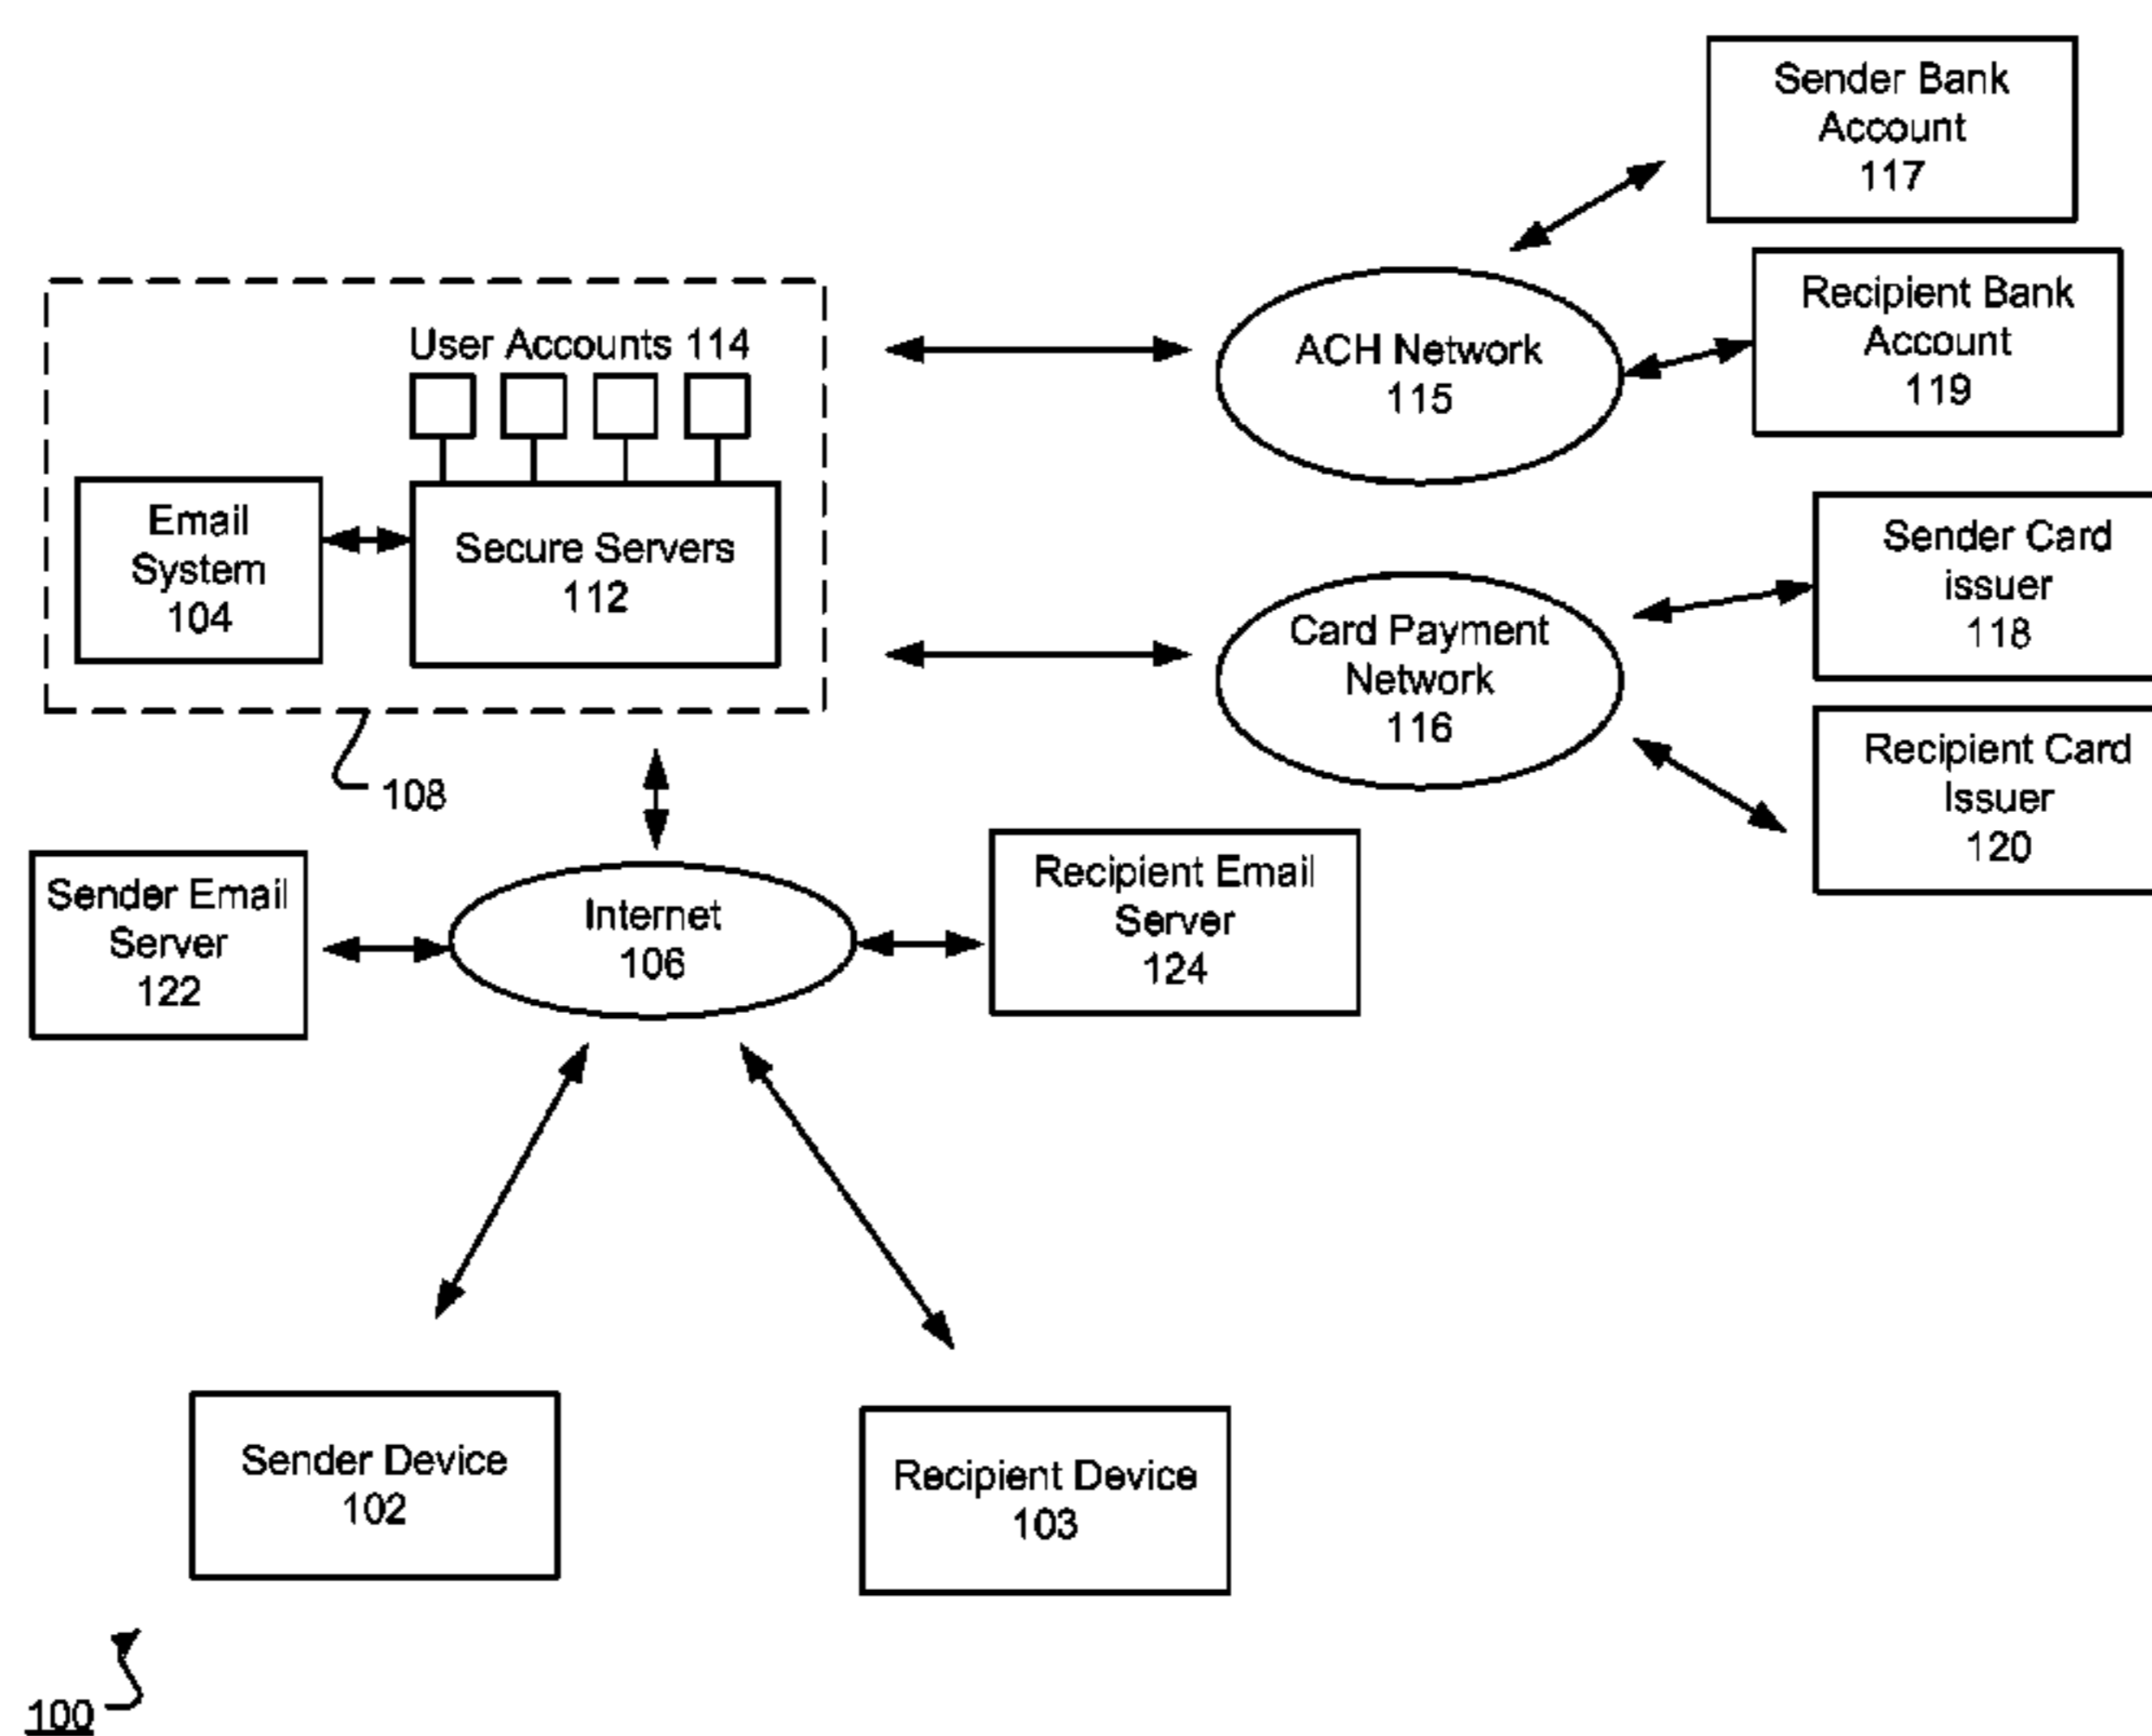 Sender Bank
Account
117
Recipient Bank
Account
119
User Accounts 114
ACH Network
115
Email
System
104
Secure Servers
112
Sender Card
issuer
118
Card Payment
Network
116
Recipient Card
Issuer
120
108
Sender Email
Server
122
Internet
106
Recipient Email
Server
124
Sender Device
102
Recipient Device
103
100